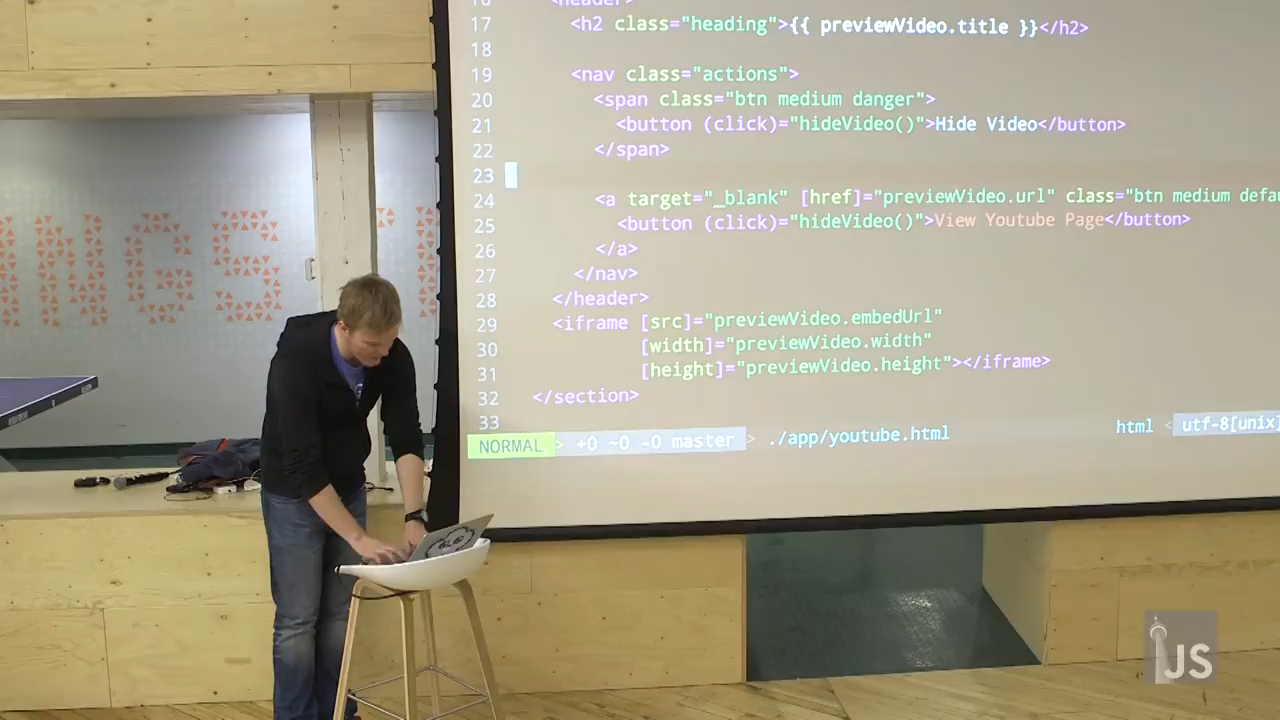 16 <header>
17 <h2 class="heading">{{ previewVideo.title }}</h2>
18
19 <nav class="actions">
20 <span class="btn medium danger">
21 <button (click)="hideVideo()">Hide Video</button>
22 </span>
23
24 <a target="_blank" [href]="previewVideo.url" class="btn medium defau
25 <button (click)="hideVideo()">View Youtube Page</button>
26 </a>
27 </nav>
28 </header>
29 <iframe [src]="previewVideo.embedUrl"
30 [width]="previewVideo.width"
31 [height]="previewVideo.height"></iframe>
32 </section>
33
NORMAL > +0 ~0 -0 master > ./app/youtube.html html < utf-8[unix]
NGS
JS